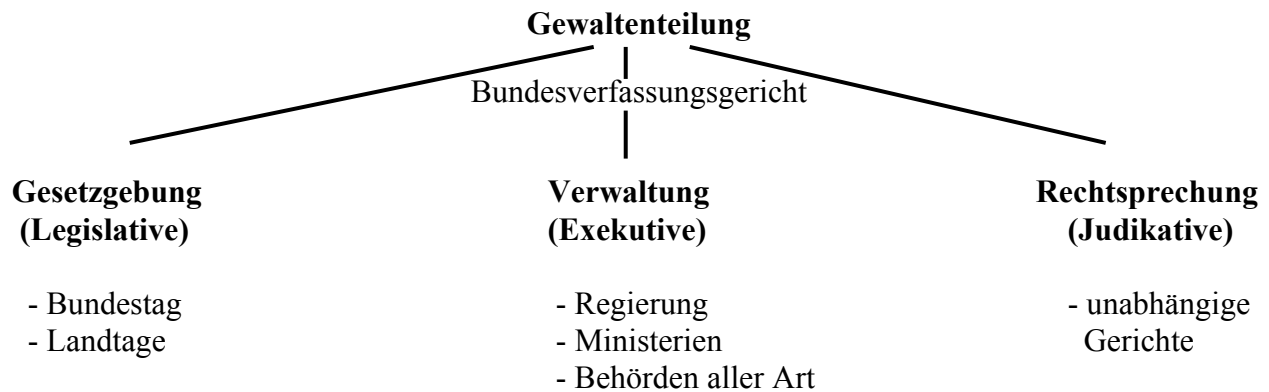 Gewaltenteilung
Bundesverfassungsgericht
Gesetzgebung
(Legislative)
- Bundestag
- Landtage
Verwaltung
(Exekutive)
- Regierung
- Ministerien
- Behörden aller Art
Rechtsprechung
(Judikative)
- unabhängige
Gerichte